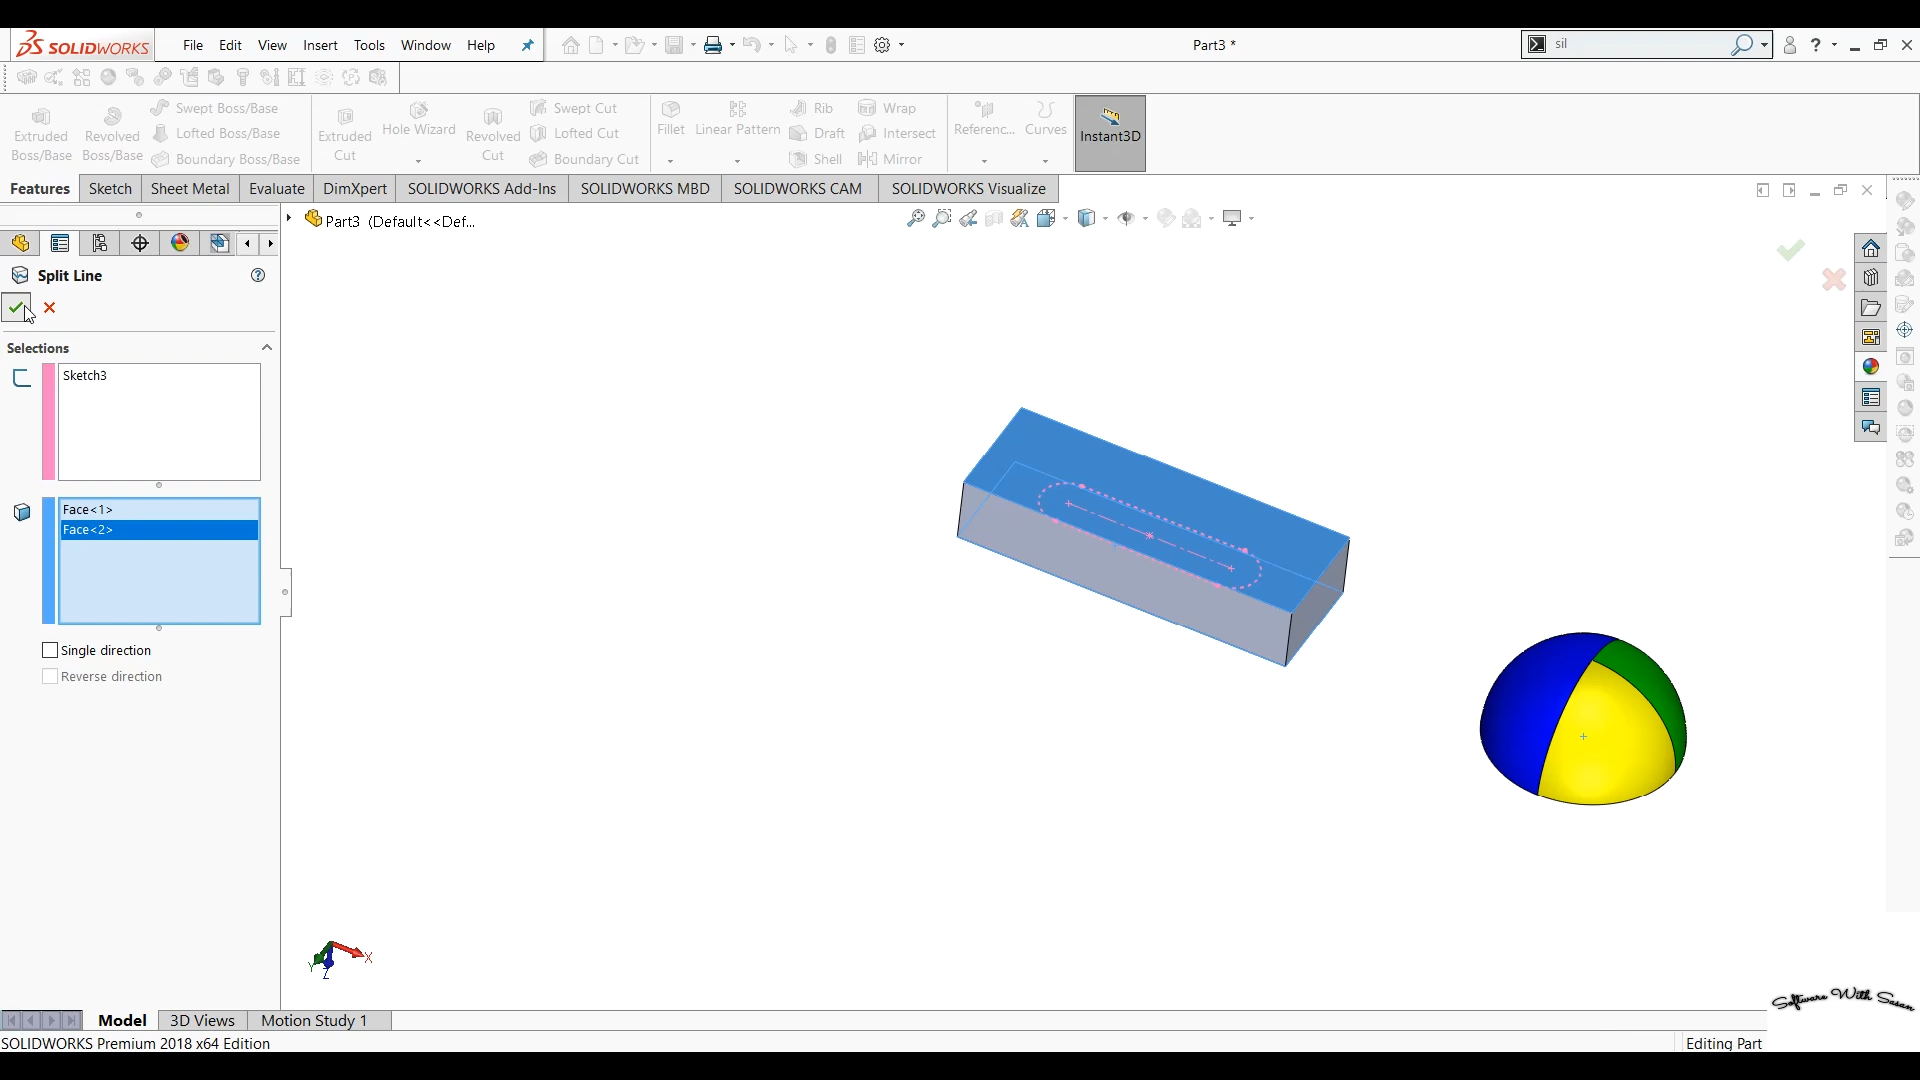 SOLIDWORKS
File Edit View Insert Tools Window Help
Part3 *
sil
Extruded Boss/Base
Revolved Boss/Base
Swept Boss/Base
Lofted Boss/Base
Boundary Boss/Base
Extruded Cut
Hole Wizard
Revolved Cut
Swept Cut
Lofted Cut
Boundary Cut
Fillet
Linear Pattern
Rib
Draft
Shell
Wrap
Intersect
Mirror
Referenc...
Curves
Instant3D
Features Sketch Sheet Metal Evaluate DimXpert SOLIDWORKS Add-Ins SOLIDWORKS MBD SOLIDWORKS CAM SOLIDWORKS Visualize
Part3 (Default<<Def...
Split Line
Selections
Sketch3
Face<1>
Face<2>
Single direction
Reverse direction
X
Y
Z
Model 3D Views Motion Study 1
Software With Sasan
SOLIDWORKS Premium 2018 x64 Edition
Editing Part